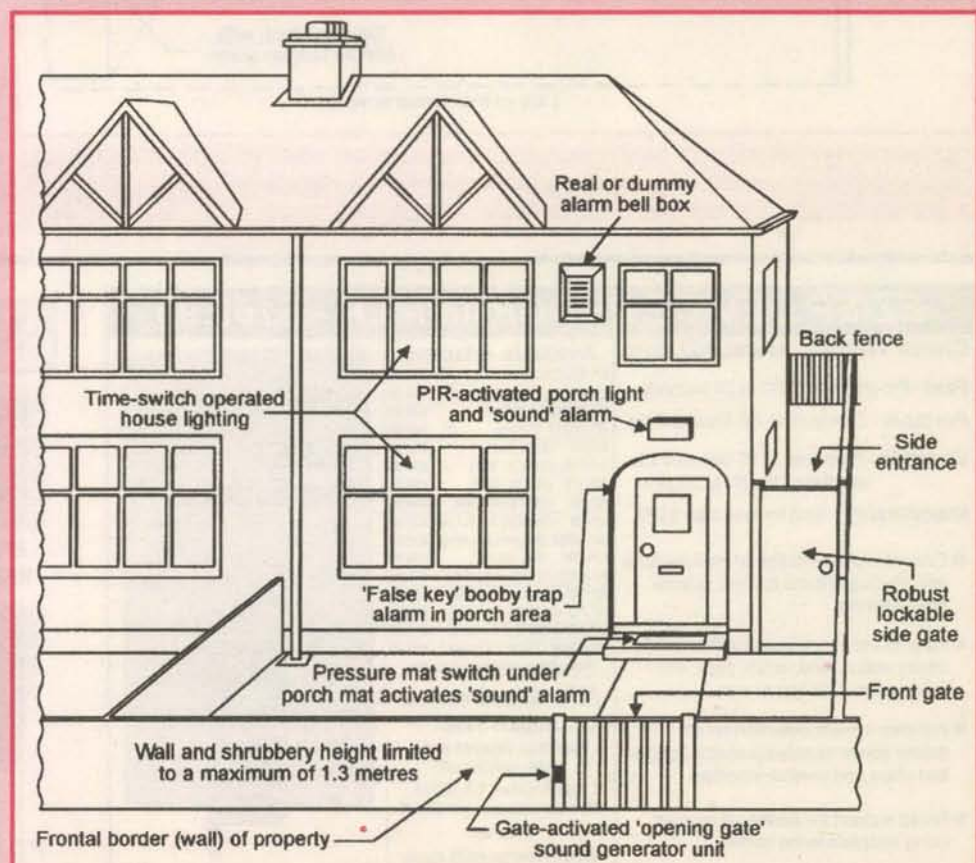 Real or dummy
alarm bell box
Back fence
Time-switch operated
house lighting
PIR-activated porch light
and 'sound' alarm
Side
entrance
'False key' booby trap
alarm in porch area
Robust
lockable
side gate
Pressure mat switch under
porch mat activates 'sound' alarm
Front gate
Wall and shrubbery height limited
to a maximum of 1.3 metres
Frontal border (wall) of property
Gate-activated 'opening gate'
sound generator unit